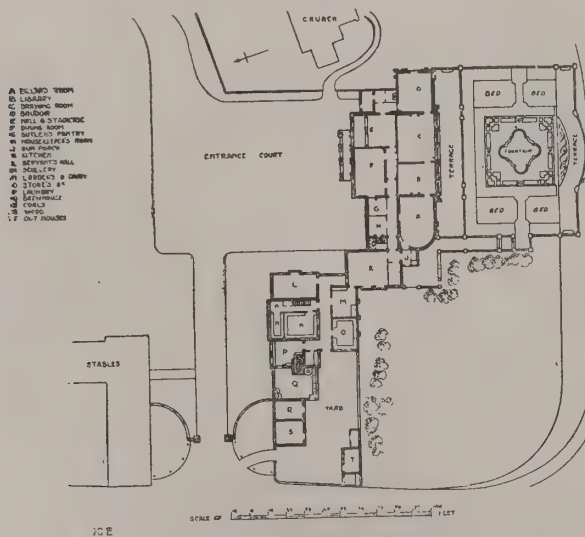 CHURCH
A BILLIARD ROOM
B LIBRARY
C DRAWING ROOM
D BOUDOIR
E HALL & STAIRCASE
F DINING ROOM
G BUTLERS PANTRY
H HOUSEKEEPER'S ROOM
J GUN PORCH
K KITCHEN
L SERVANTS HALL
M SCULLERY
N LARDERS & DAIRY
O STORES &c
P LAUNDRY
Q BREWHOUSE
R COALS
S WOOD
T OUT HOUSES
ENTRANCE COURT
D
E
C
F
B
G
H
A
J
K
L
M
O
P
Q
R
S
T
TERRACE
BED
BED
FOUNTAIN
BED
BED
TERRACE
STABLES
YARD
SCALE OF
FEET